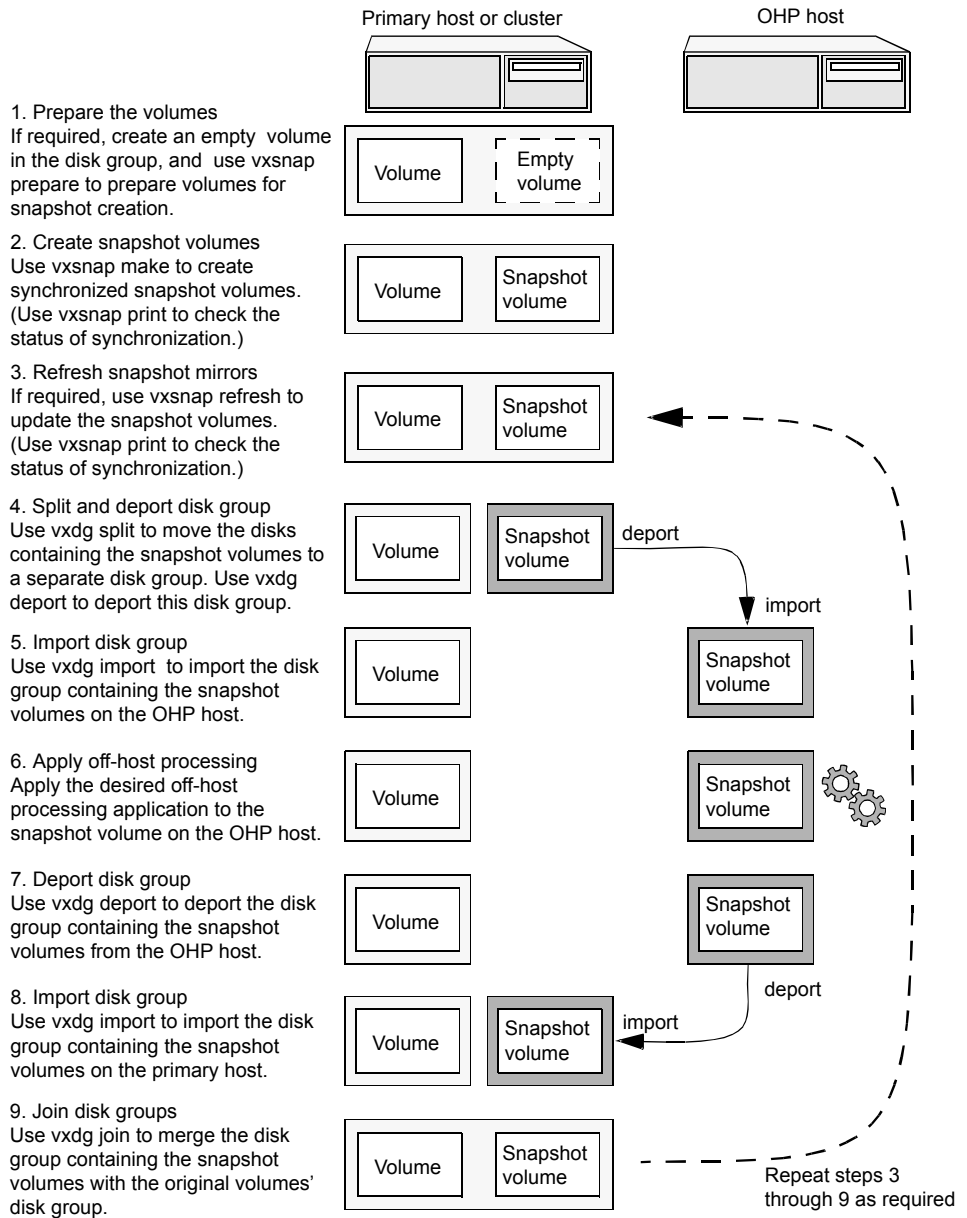 Primary host or cluster
OHP host
1. Prepare the volumes
If required, create an empty volume
in the disk group, and use vxsnap
prepare to prepare volumes for
snapshot creation.
Volume
Empty
volume
2. Create snapshot volumes
Use vxsnap make to create
synchronized snapshot volumes.
(Use vxsnap print to check the
status of synchronization.)
Volume
Snapshot
volume
3. Refresh snapshot mirrors
If required, use vxsnap refresh to
update the snapshot volumes.
(Use vxsnap print to check the
status of synchronization.)
Volume
Snapshot
volume
4. Split and deport disk group
Use vxdg split to move the disks
containing the snapshot volumes to
a separate disk group. Use vxdg
deport to deport this disk group.
Volume
Snapshot
volume
deport
import
5. Import disk group
Use vxdg import to import the disk
group containing the snapshot
volumes on the OHP host.
Volume
Snapshot
volume
6. Apply off-host processing
Apply the desired off-host
processing application to the
snapshot volume on the OHP host.
Volume
Snapshot
volume
7. Deport disk group
Use vxdg deport to deport the disk
group containing the snapshot
volumes from the OHP host.
Volume
Snapshot
volume
deport
8. Import disk group
Use vxdg import to import the disk
group containing the snapshot
volumes on the primary host.
Volume
Snapshot
volume
import
9. Join disk groups
Use vxdg join to merge the disk
group containing the snapshot
volumes with the original volumes’
disk group.
Volume
Snapshot
volume
Repeat steps 3
through 9 as required